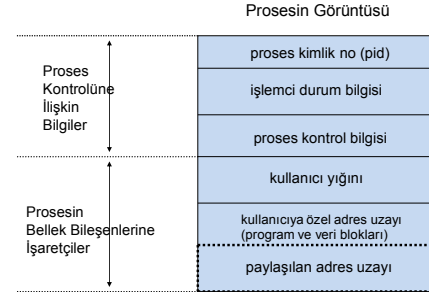 Prosesin Görüntüsü
Proses
Kontrolüne
İlişkin
Bilgiler
proses kimlik no (pid)
işlemci durum bilgisi
proses kontrol bilgisi
Prosesin
Bellek Bileşenlerine
İşaretçiler
kullanıcı yığını
kullanıcıya özel adres uzayı
(program ve veri blokları)
paylaşılan adres uzayı